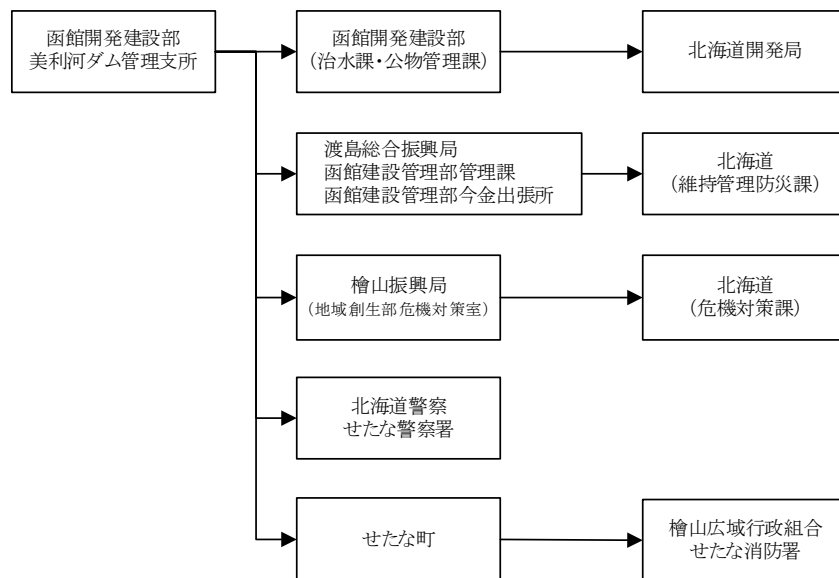 函館開発建設部
美利河ダム管理支所
函館開発建設部
(治水課・公物管理課)
北海道開発局
渡島総合振興局
函館建設管理部管理課
函館建設管理部今金出張所
北海道
(維持管理防災課)
檜山振興局
(地域創生部危機対策室)
北海道
(危機対策課)
北海道警察
せたな警察署
せたな町
檜山広域行政組合
せたな消防署